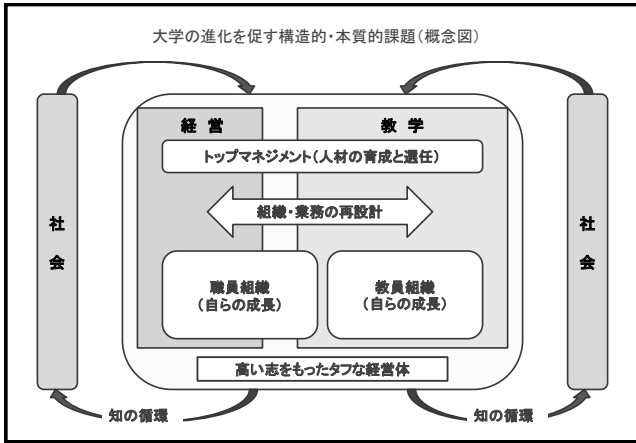 大学の進化を促す構造的・本質的課題(概念図)
経 営
教 学
トップマネジメント(人材の育成と選任)
組織・業務の再設計
社
会
職員組織
(自らの成長)
教員組織
(自らの成長)
社
会
高い志をもったタフな経営体
知の循環
知の循環